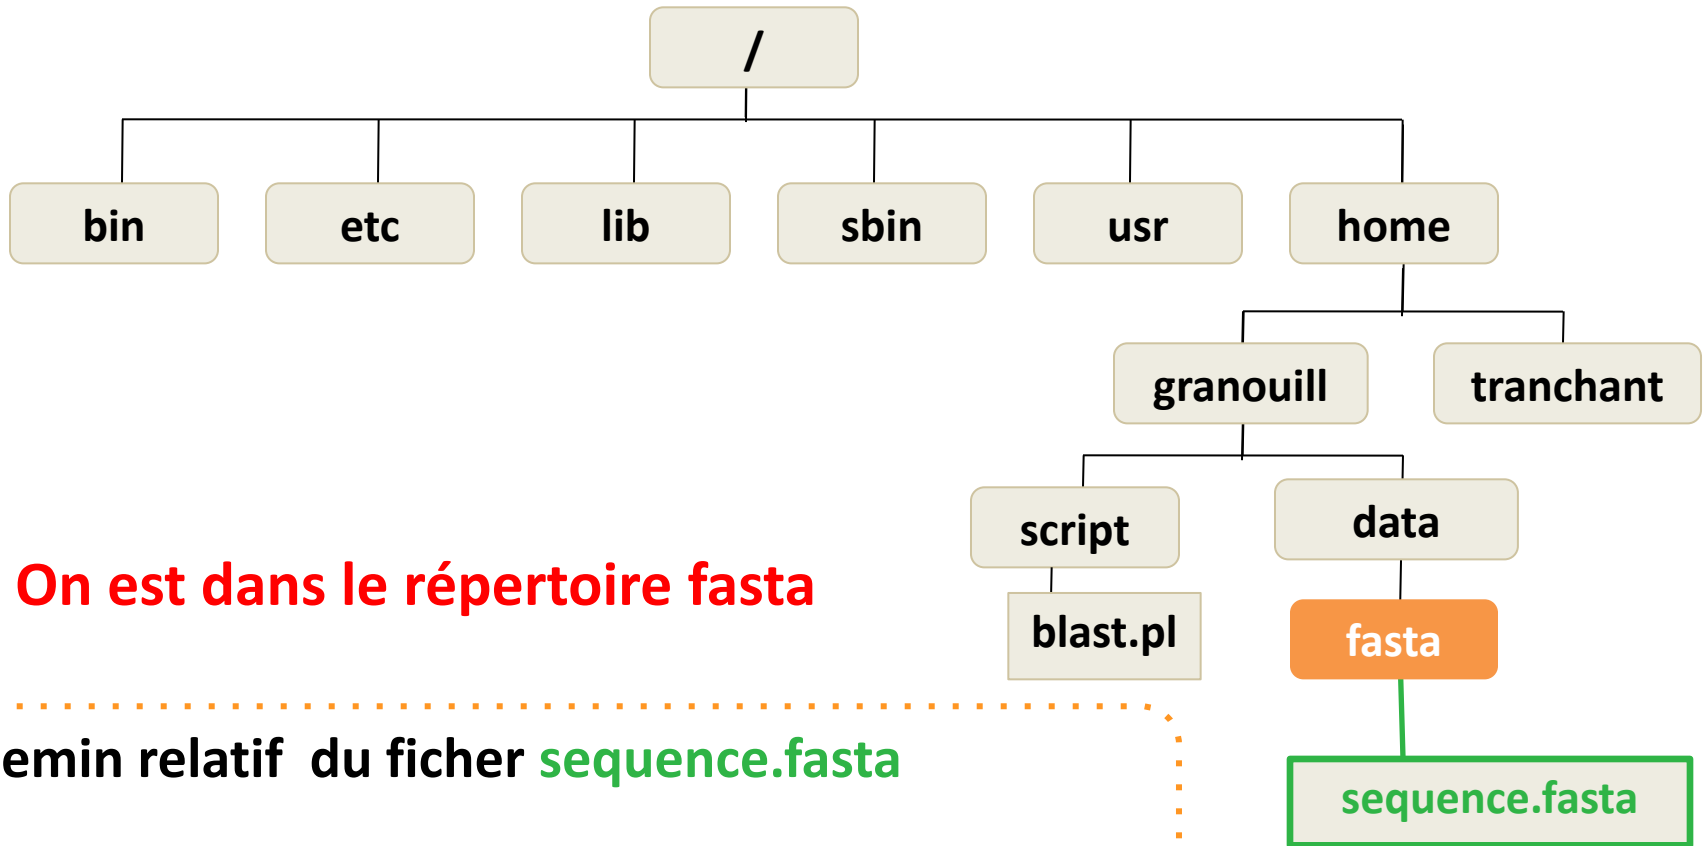 /
bin etc lib sbin usr home
granouill tranchant
script data
On est dans le répertoire fasta
blast.pl fasta
emin relatif du ficher sequence.fasta
sequence.fasta